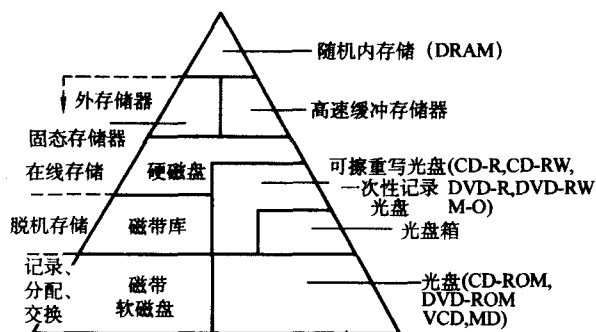 随机内存储（DRAM）
外存储器
高速缓冲存储器
固态存储器
在线存储
硬磁盘
可擦重写光盘(CD-R,CD-RW,
一次性记录 DVD-R,DVD-RW
光盘 M-O)
脱机存储
磁带库
光盘箱
记录、
分配、
交换
磁带
软磁盘
光盘(CD-ROM,
DVD-ROM
VCD,MD)